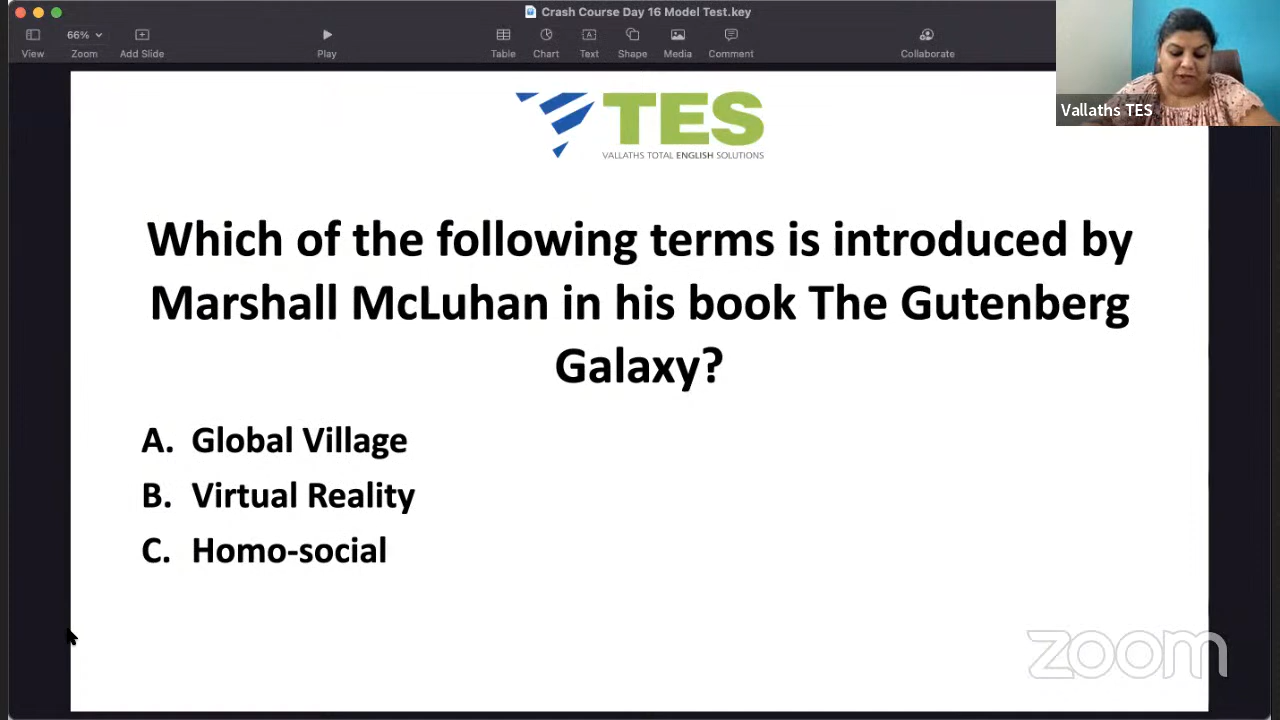 Crash Course Day 16 Model Test.key
66%
View Zoom Add Slide Play Table Chart Text Shape Media Comment Collaborate
Vallaths TES
TES
VALLATHS TOTAL ENGLISH SOLUTIONS
Which of the following terms is introduced by
Marshall McLuhan in his book The Gutenberg
Galaxy?
A. Global Village
B. Virtual Reality
C. Homo-social
zoom